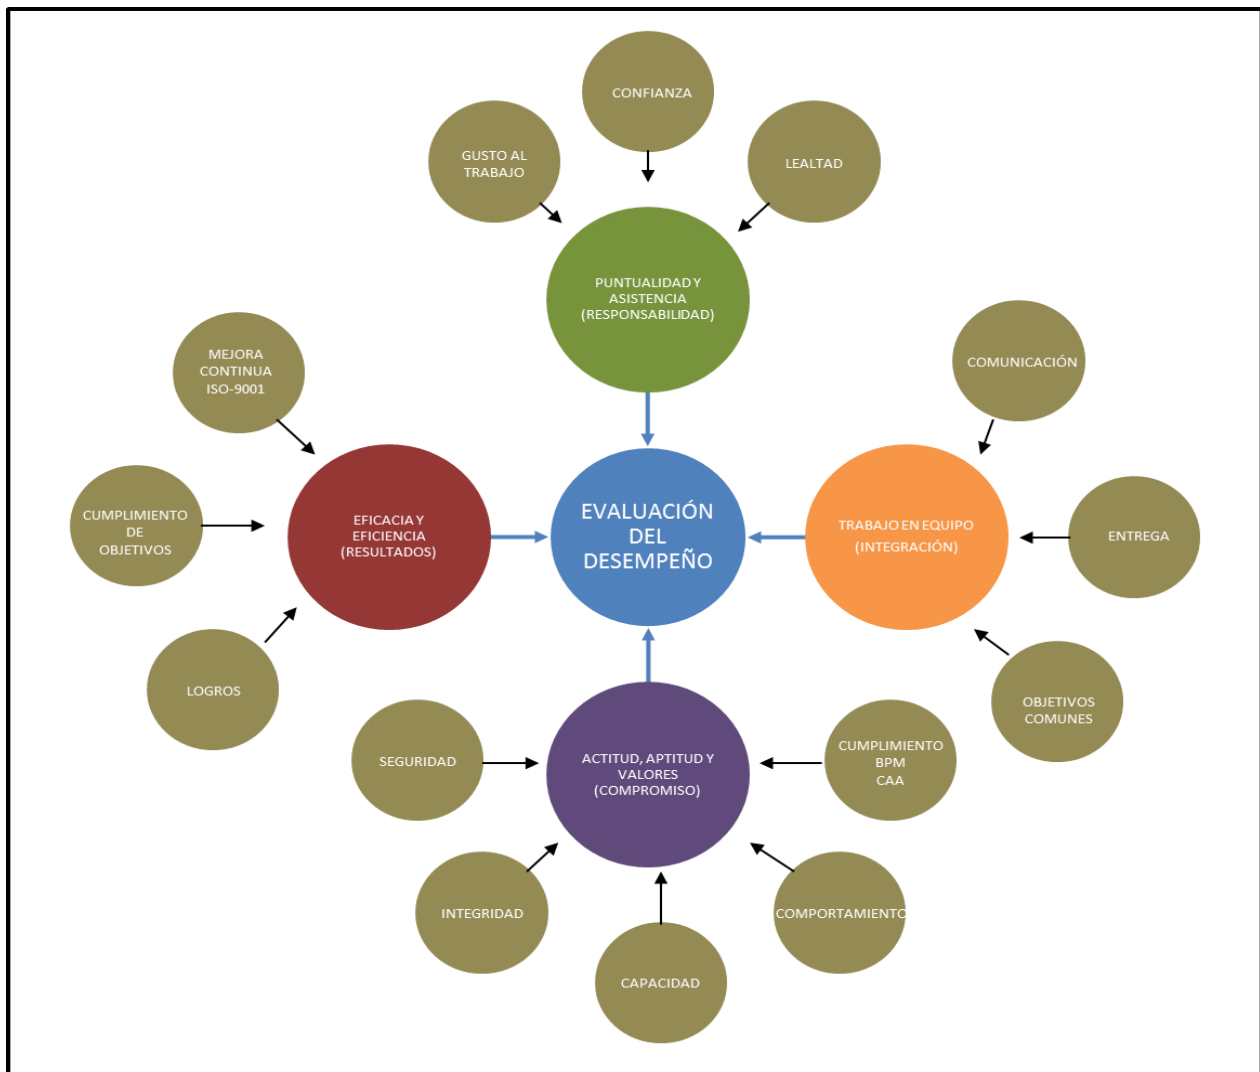 CONFIANZA
GUSTO AL
TRABAJO
LEALTAD
PUNTUALIDAD Y
ASISTENCIA
(RESPONSABILIDAD)
MEJORA
CONTINUA
ISO-9001
COMUNICACIÓN
CUMPLIMIENTO
DE
OBJETIVOS
EFICACIA Y
EFICIENCIA
(RESULTADOS)
EVALUACIÓN
DEL
DESEMPEÑO
TRABAJO EN EQUIPO
(INTEGRACIÓN)
ENTREGA
LOGROS
OBJETIVOS
COMUNES
SEGURIDAD
ACTITUD, APTITUD Y
VALORES
(COMPROMISO)
CUMPLIMIENTO
BPM
CAA
INTEGRIDAD
COMPORTAMIENTO
CAPACIDAD